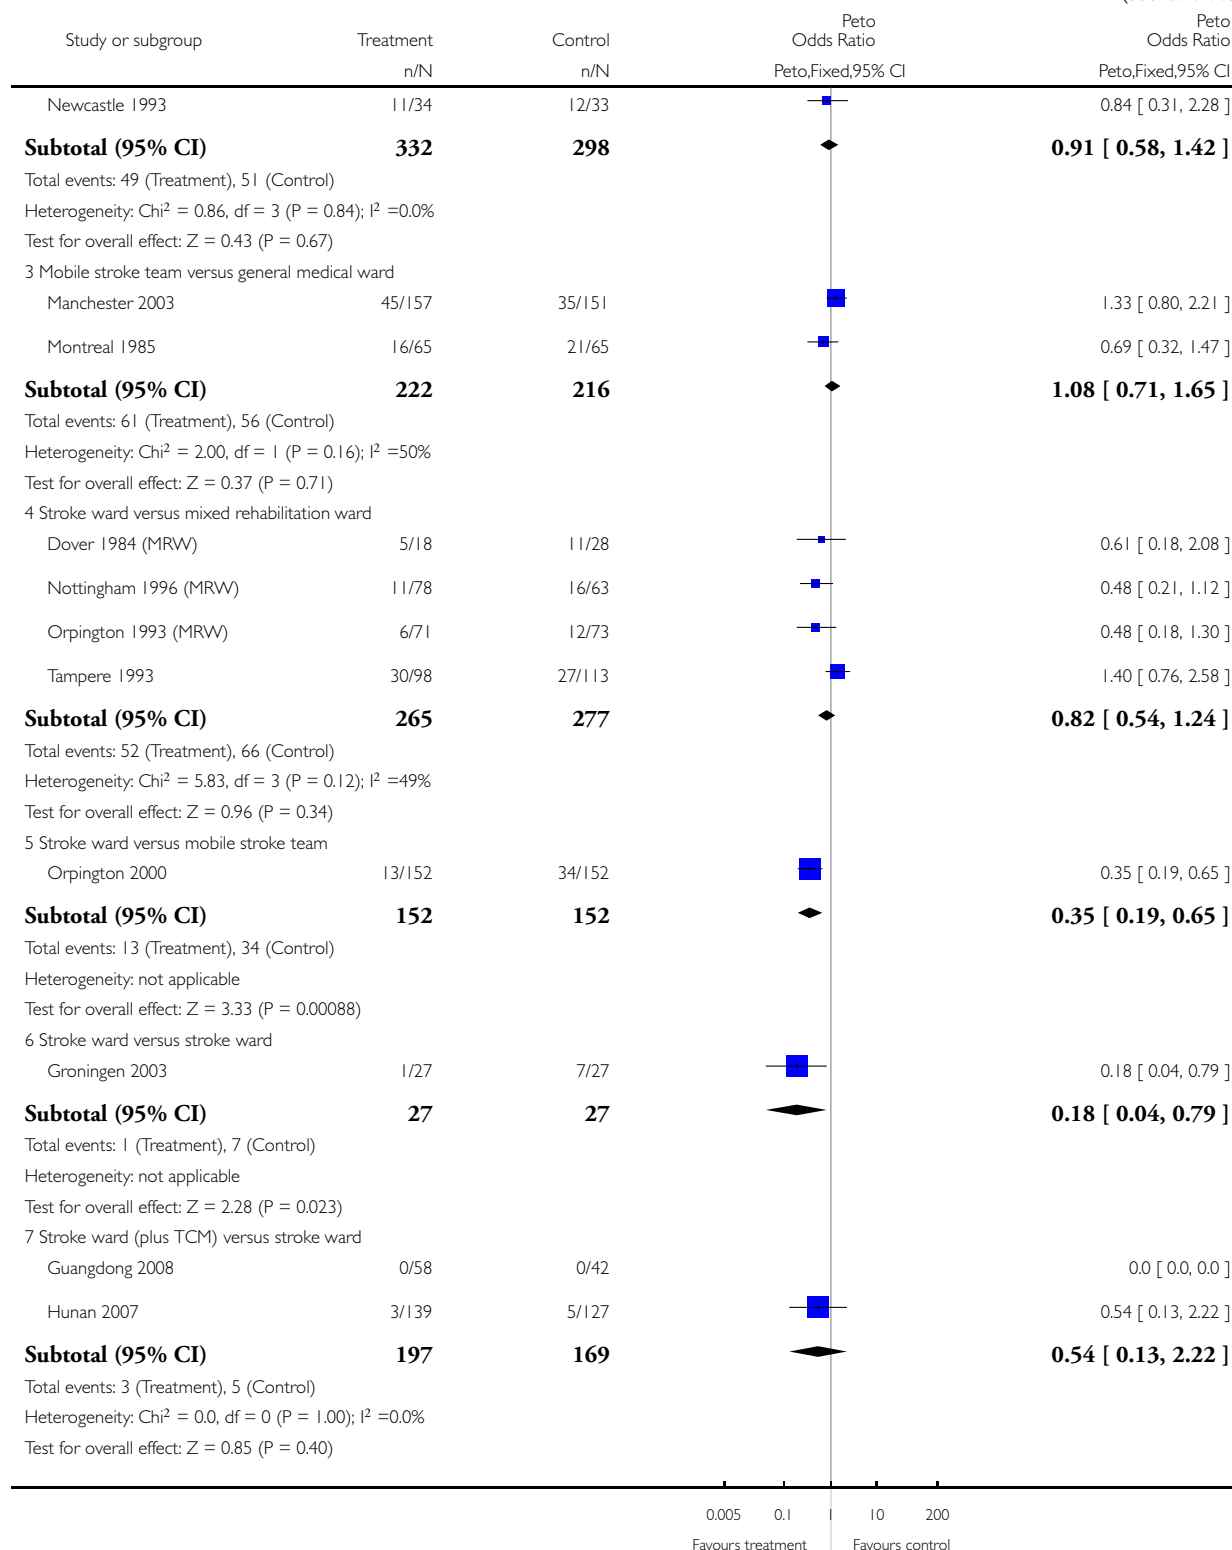 Peto Peto
Study or subgroup Treatment Control Odds Ratio Odds Ratio
n/N n/N Peto,Fixed,95% CI Peto,Fixed,95% CI
Newcastle 1993 11/34 12/33 0.84 [ 0.31, 2.28 ]
Subtotal (95% CI) 332 298 0.91 [ 0.58, 1.42 ]
Total events: 49 (Treatment), 51 (Control)
Heterogeneity: Chi² = 0.86, df = 3 (P = 0.84); I² =0.0%
Test for overall effect: Z = 0.43 (P = 0.67)
3 Mobile stroke team versus general medical ward
Manchester 2003 45/157 35/151 1.33 [ 0.80, 2.21 ]
Montreal 1985 16/65 21/65 0.69 [ 0.32, 1.47 ]
Subtotal (95% CI) 222 216 1.08 [ 0.71, 1.65 ]
Total events: 61 (Treatment), 56 (Control)
Heterogeneity: Chi² = 2.00, df = 1 (P = 0.16); I² =50%
Test for overall effect: Z = 0.37 (P = 0.71)
4 Stroke ward versus mixed rehabilitation ward
Dover 1984 (MRW) 5/18 11/28 0.61 [ 0.18, 2.08 ]
Nottingham 1996 (MRW) 11/78 16/63 0.48 [ 0.21, 1.12 ]
Orpington 1993 (MRW) 6/71 12/73 0.48 [ 0.18, 1.30 ]
Tampere 1993 30/98 27/113 1.40 [ 0.76, 2.58 ]
Subtotal (95% CI) 265 277 0.82 [ 0.54, 1.24 ]
Total events: 52 (Treatment), 66 (Control)
Heterogeneity: Chi² = 5.83, df = 3 (P = 0.12); I² =49%
Test for overall effect: Z = 0.96 (P = 0.34)
5 Stroke ward versus mobile stroke team
Orpington 2000 13/152 34/152 0.35 [ 0.19, 0.65 ]
Subtotal (95% CI) 152 152 0.35 [ 0.19, 0.65 ]
Total events: 13 (Treatment), 34 (Control)
Heterogeneity: not applicable
Test for overall effect: Z = 3.33 (P = 0.00088)
6 Stroke ward versus stroke ward
Groningen 2003 1/27 7/27 0.18 [ 0.04, 0.79 ]
Subtotal (95% CI) 27 27 0.18 [ 0.04, 0.79 ]
Total events: 1 (Treatment), 7 (Control)
Heterogeneity: not applicable
Test for overall effect: Z = 2.28 (P = 0.023)
7 Stroke ward (plus TCM) versus stroke ward
Guangdong 2008 0/58 0/42 0.0 [ 0.0, 0.0 ]
Hunan 2007 3/139 5/127 0.54 [ 0.13, 2.22 ]
Subtotal (95% CI) 197 169 0.54 [ 0.13, 2.22 ]
Total events: 3 (Treatment), 5 (Control)
Heterogeneity: Chi² = 0.0, df = 0 (P = 1.00); I² =0.0%
Test for overall effect: Z = 0.85 (P = 0.40)
0.005 0.1 1 10 200
Favours treatment Favours control